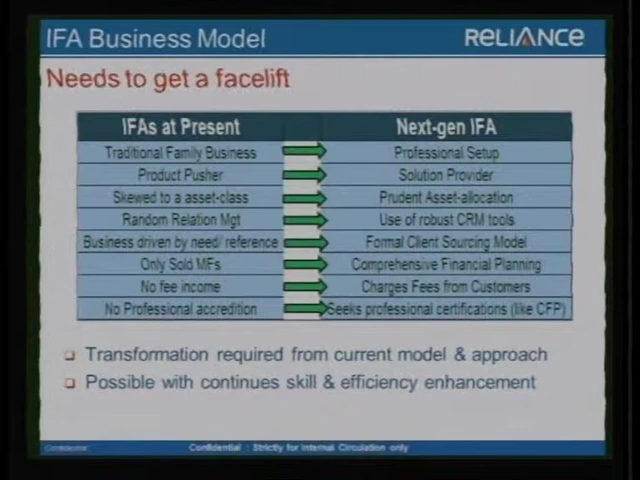 IFA Business Model
RELIANCE
Needs to get a facelift
IFAs at Present Next-gen IFA
Traditional Family Business Professional Setup
Product Pusher Solution Provider
Skewed to a asset-class Prudent Asset-allocation
Random Relation Mgt Use of robust CRM tools
Business driven by need/ reference Formal Client Sourcing Model
Only Sold MFs Comprehensive Financial Planning
No fee income Charges Fees from Customers
No Professional accredition Seeks professional certifications (like CFP)
Transformation required from current model & approach
Possible with continues skill & efficiency enhancement
Confidential Confidential : Strictly for Internal Circulation only